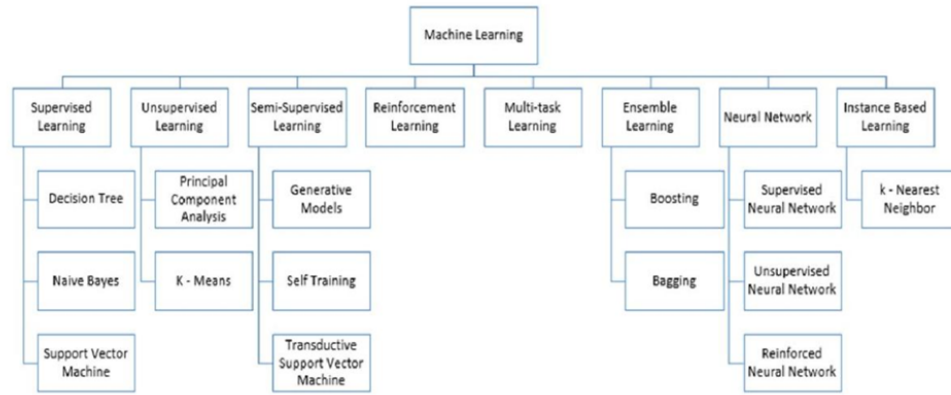 Machine Learning
Supervised
Learning
Unsupervised
Learning
Semi-Supervised
Learning
Reinforcement
Learning
Multi-task
Learning
Ensemble
Learning
Neural Network
Instance Based
Learning
Decision Tree
Naive Bayes
Support Vector
Machine
Principal
Component
Analysis
K - Means
Generative
Models
Self Training
Transductive
Support Vector
Machine
Boosting
Bagging
Supervised
Neural Network
Unsupervised
Neural Network
Reinforced
Neural Network
k - Nearest
Neighbor